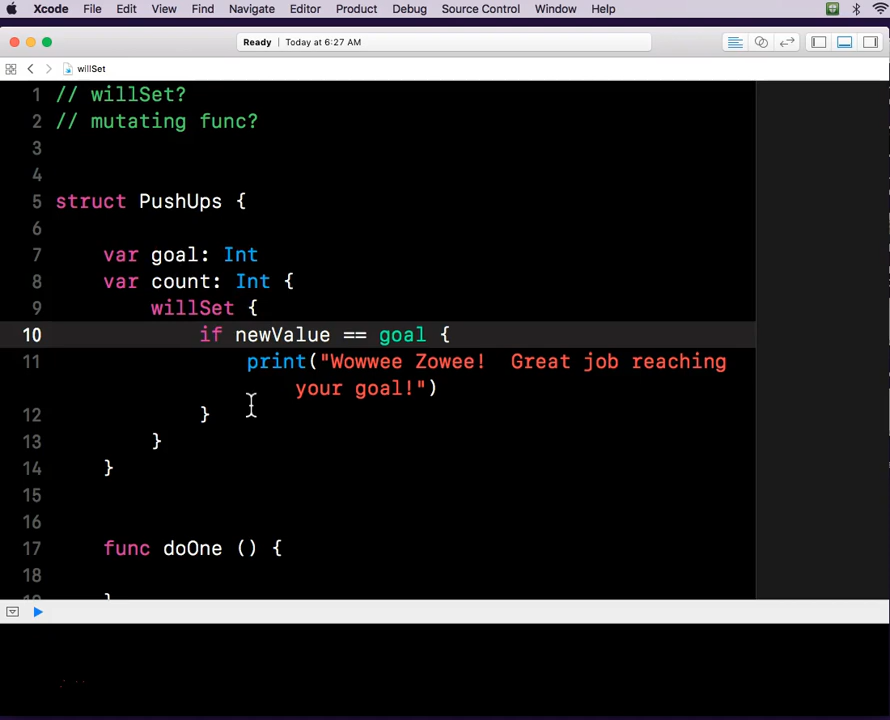 Xcode File Edit View Find Navigate Editor Product Debug Source Control Window Help
Ready | Today at 6:27 AM
willSet
1 // willSet?
2 // mutating func?
3
4
5 struct PushUps {
6
7 var goal: Int
8 var count: Int {
9 willSet {
10 if newValue == goal {
11 print("Wowwee Zowee!  Great job reaching
your goal!")
12 }
13 }
14 }
15
16
17 func doOne () {
18